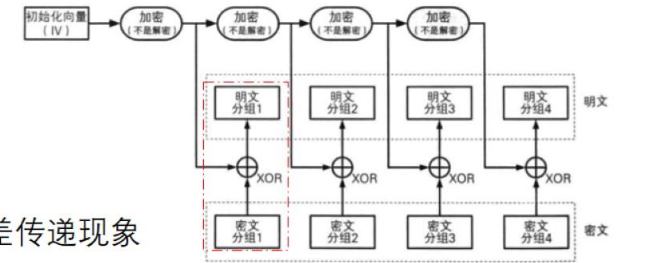 初始化向量
（IV）
加密
（不是解密）
加密
（不是解密）
加密
（不是解密）
加密
（不是解密）
明文
分组1
明文
分组2
明文
分组3
明文
分组4
明文
XOR
XOR
XOR
XOR
密文
分组1
密文
分组2
密文
分组3
密文
分组4
密文
差传递现象